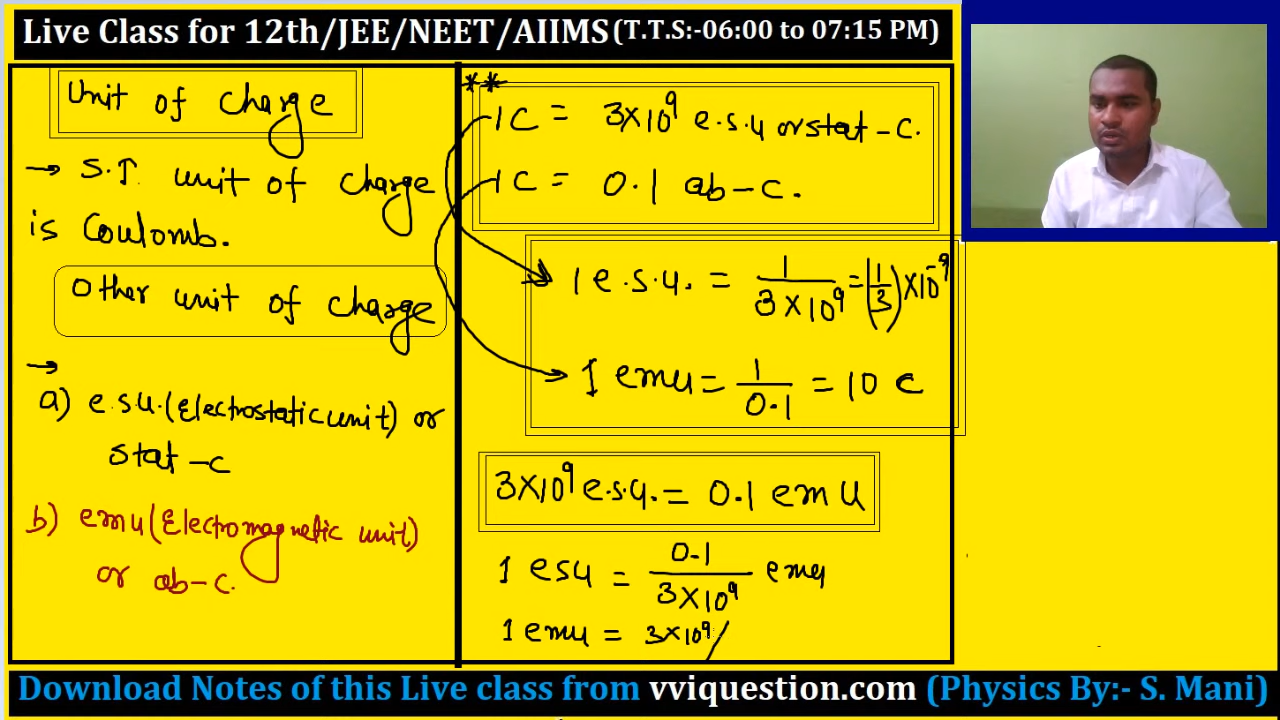 Live Class for 12th/JEE/NEET/AIIMS(T.T.S:-06:00 to 07:15 PM)
Unit of charge
→ S.I. unit of charge
is Coulomb.
Other unit of charge
→
a) e.s.u.(Electrostatic unit) or
stat-c
b) emu(Electromagnetic unit)
or ab-c.
**
1C = 3×10⁹ e.s.u or stat-C.
1C = 0.1 ab-c.
1 e.s.u. = 1/3×10⁹ = (1/3)×10⁻⁹
1 emu = 1/0.1 = 10 C
3×10⁹ e.s.u. = 0.1 emu
1 esu = 0.1/3×10⁹ emu
1 emu = 3×10⁹/
Download Notes of this Live class from vviquestion.com (Physics By:- S. Mani)